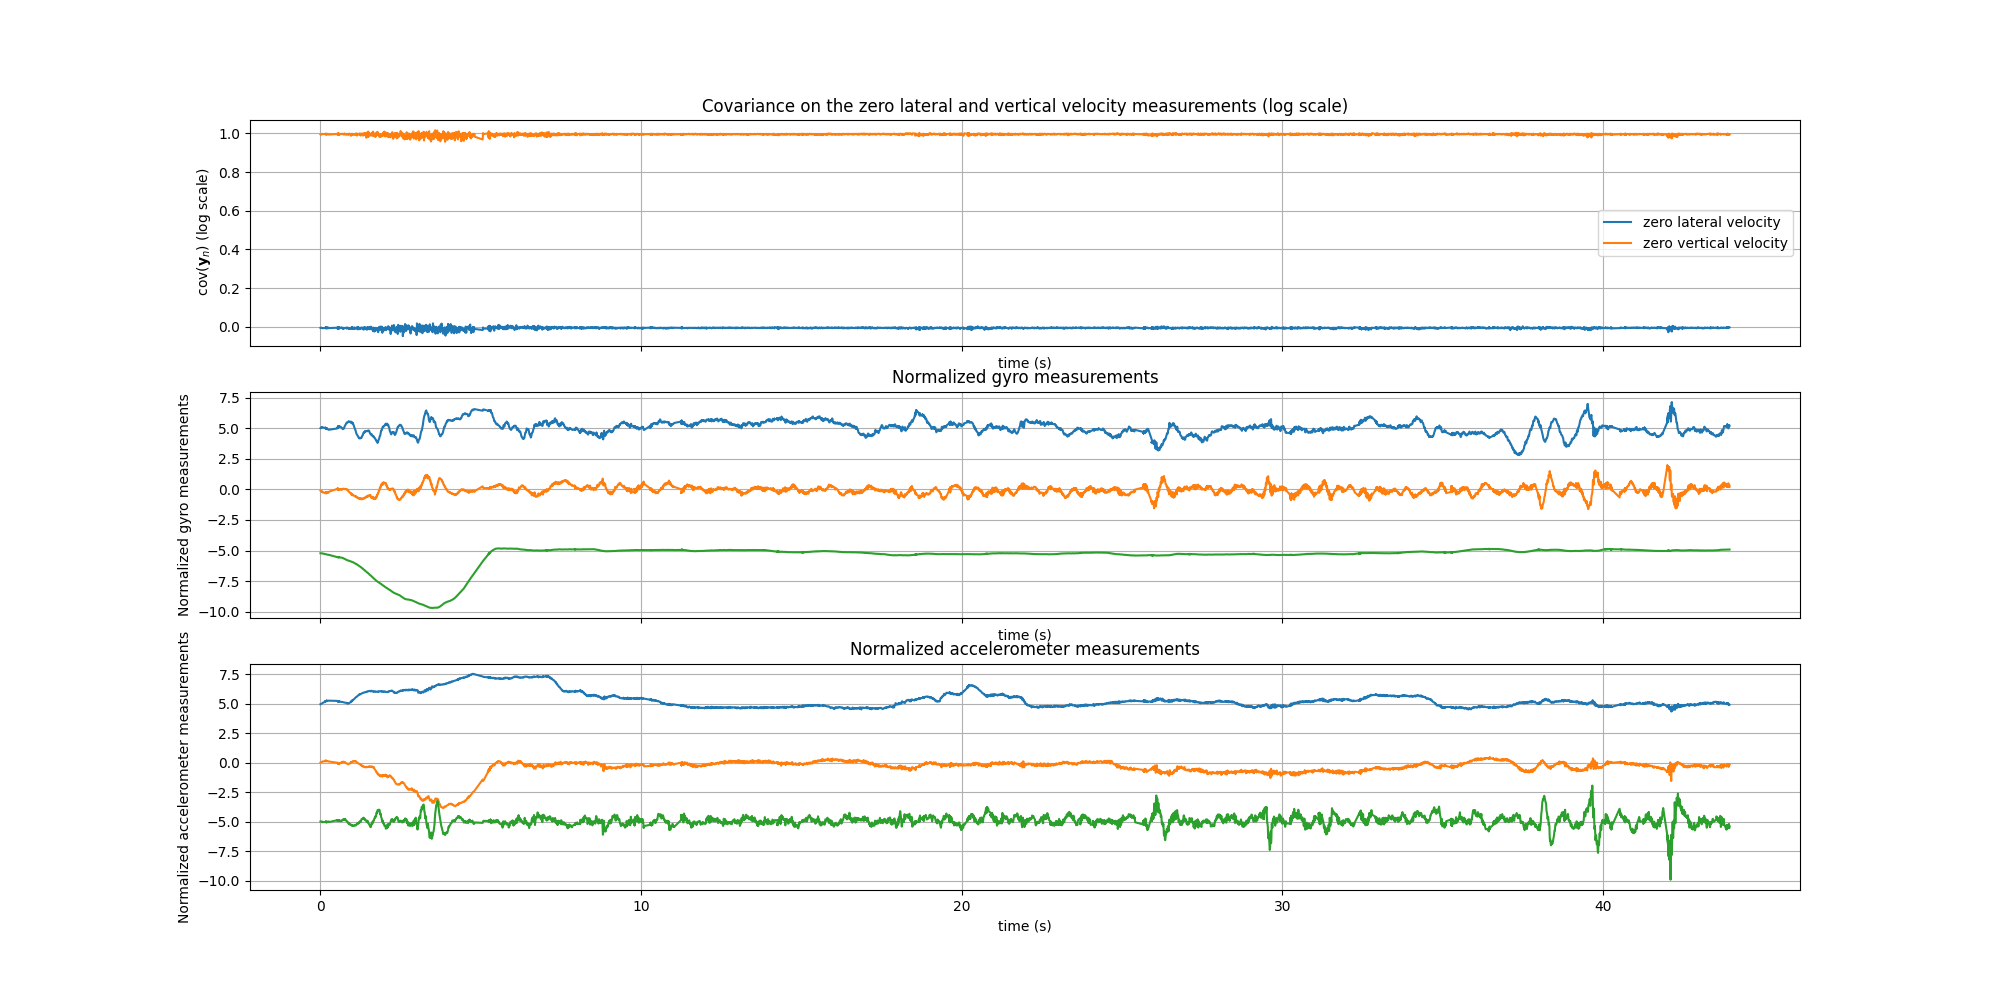 Covariance on the zero lateral and vertical velocity measurements (log scale)
cov(𝐲ₙ) (log scale)
1.0
0.8
0.6
0.4
0.2
0.0
zero lateral velocity
zero vertical velocity
time (s)
Normalized gyro measurements
Normalized gyro measurements
7.5
5.0
2.5
0.0
−2.5
−5.0
−7.5
−10.0
time (s)
Normalized accelerometer measurements
Normalized accelerometer measurements
7.5
5.0
2.5
0.0
−2.5
−5.0
−7.5
−10.0
0 10 20 30 40
time (s)